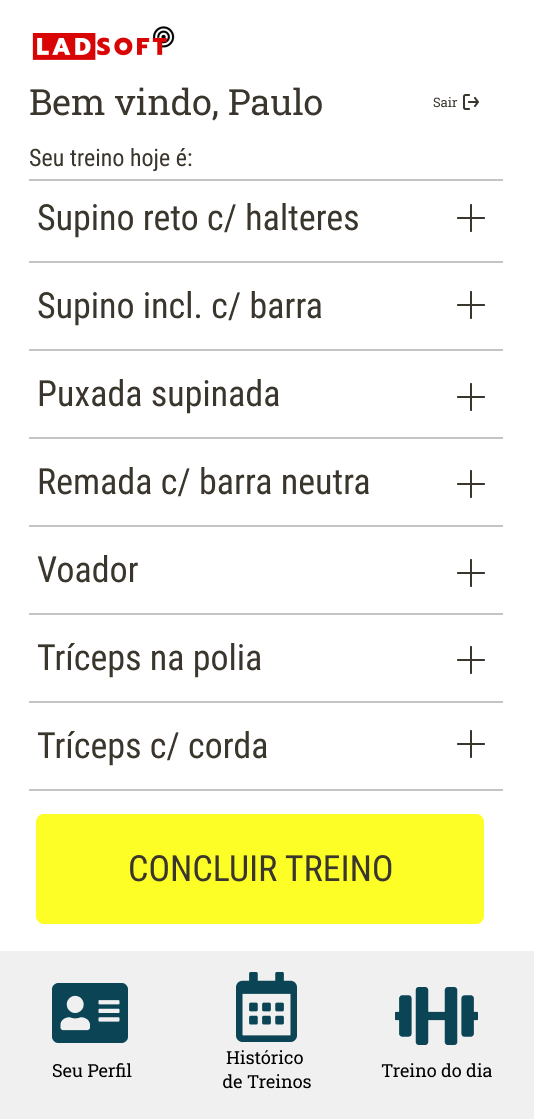 LADSOFT
Bem vindo, Paulo
Sair
Seu treino hoje é:
Supino reto c/ halteres
Supino incl. c/ barra
Puxada supinada
Remada c/ barra neutra
Voador
Tríceps na polia
Tríceps c/ corda
CONCLUIR TREINO
Seu Perfil
Histórico
de Treinos
Treino do dia